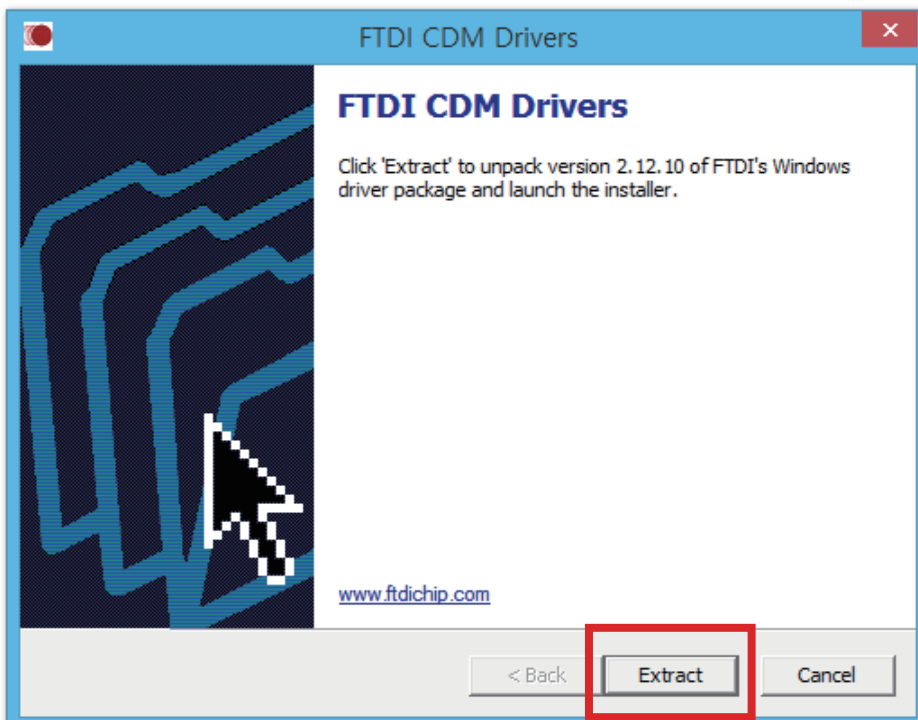 FTDI CDM Drivers
FTDI CDM Drivers
Click 'Extract' to unpack version 2.12.10 of FTDI's Windows
driver package and launch the installer.
www.ftdichip.com
< Back
Extract
Cancel